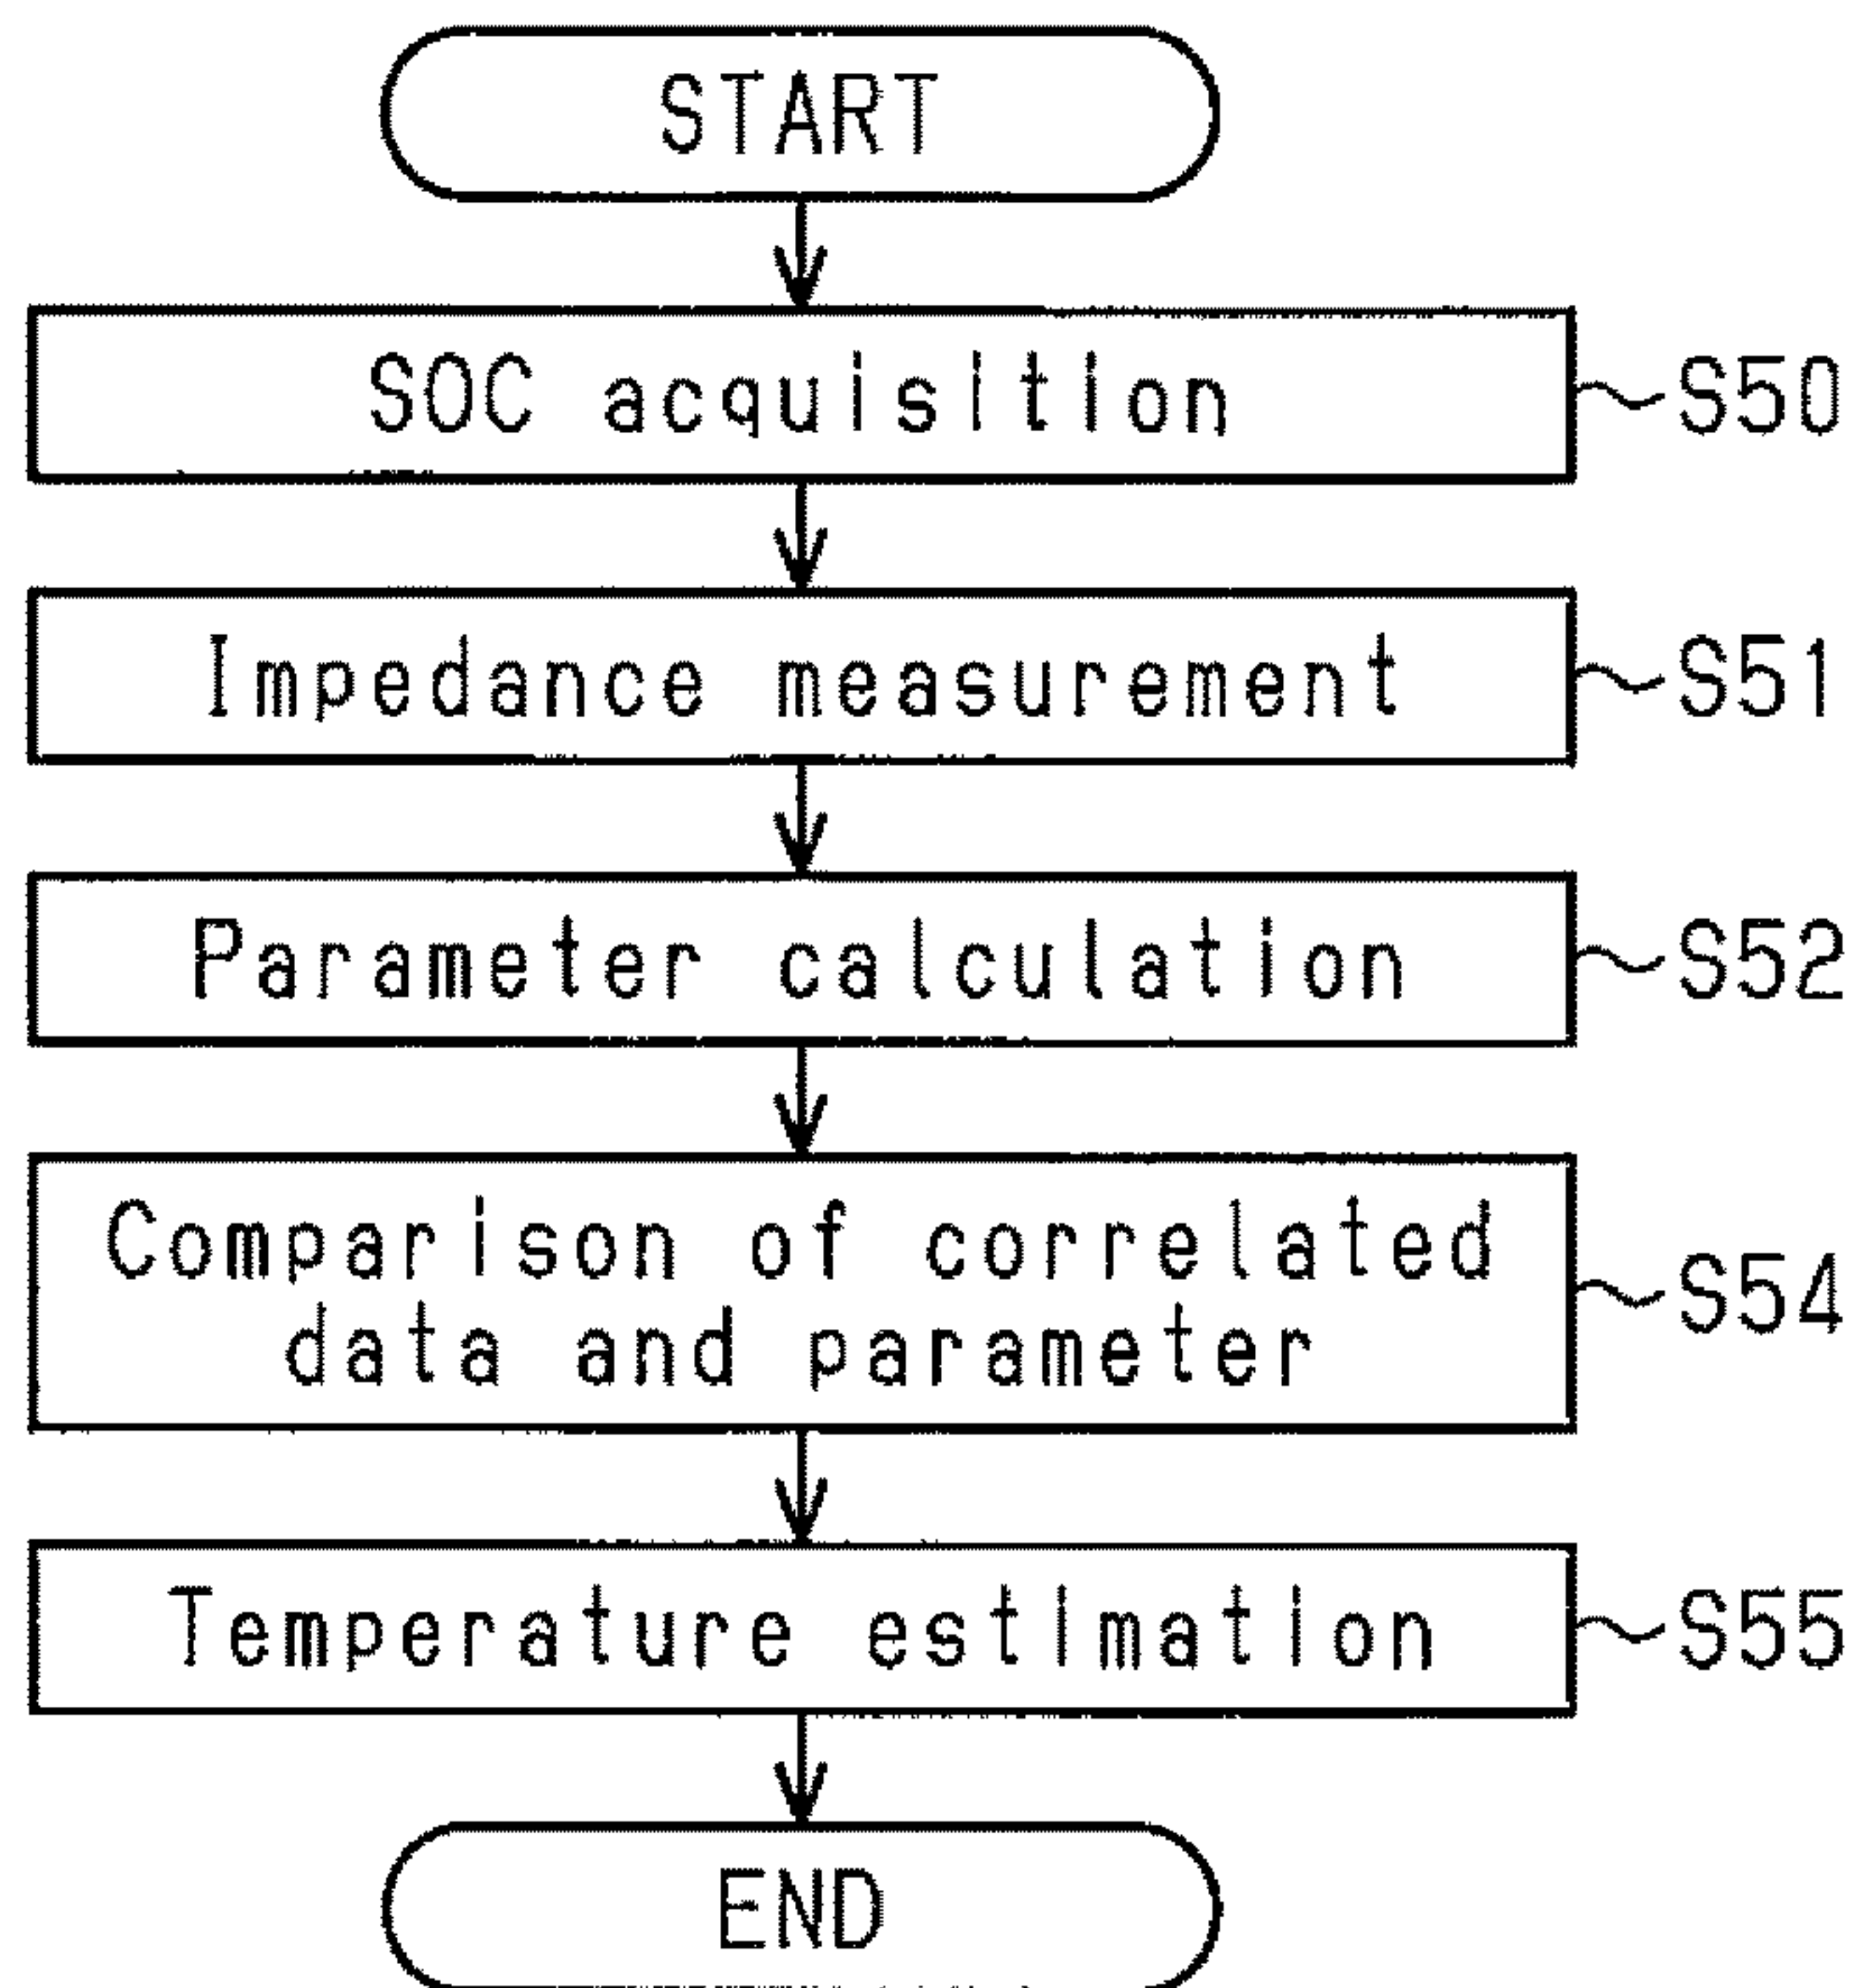 START
SOC acquisition
S50
Impedance measurement
S51
Parameter calculation
S52
Comparison of correlated
data and parameter
S54
Temperature estimation
S55
END